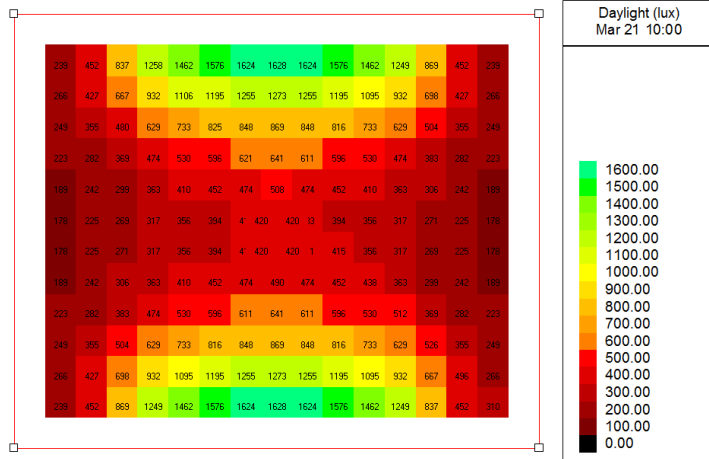 Daylight (lux)
Mar 21 10:00
239 452 837 1258 1462 1576 1624 1628 1624 1576 1462 1249 869 452 239
266 427 667 932 1106 1195 1255 1273 1255 1195 1095 932 698 427 266
249 355 480 629 733 825 848 869 848 816 733 629 504 355 249
223 282 369 474 530 596 621 641 611 596 530 474 383 282 223
189 242 299 363 410 452 474 508 474 452 410 363 306 242 189
178 225 269 317 356 394 420 420 394 356 317 271 225 178
178 225 271 317 356 394 420 420 415 356 317 269 225 178
189 242 306 363 410 452 474 490 474 452 438 363 299 242 189
223 282 383 474 530 596 611 641 611 596 530 512 369 282 223
249 355 504 629 733 816 848 869 848 816 733 629 526 355 249
266 427 698 932 1095 1195 1255 1273 1255 1195 1095 932 667 496 266
239 452 869 1249 1462 1576 1624 1628 1624 1576 1462 1249 837 452 310
1600.00
1500.00
1400.00
1300.00
1200.00
1100.00
1000.00
900.00
800.00
700.00
600.00
500.00
400.00
300.00
200.00
100.00
0.00